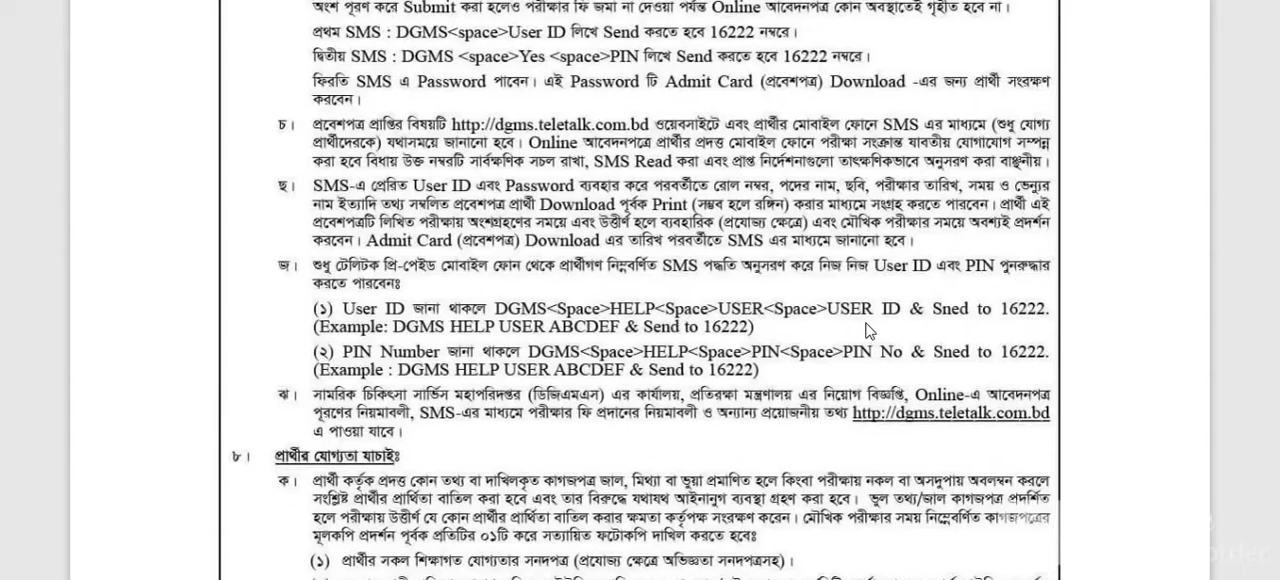 অংশ পূরণ করে Submit করা হলেও পরীক্ষার ফি জমা না দেওয়া পর্যন্ত Online আবেদনপত্র কোন অবস্থাতেই গৃহীত হবে না।
প্রথম SMS : DGMS<space>User ID লিখে Send করতে হবে 16222 নম্বরে।
দ্বিতীয় SMS : DGMS <space>Yes <space>PIN লিখে Send করতে হবে 16222 নম্বরে।
ফিরতি SMS এ Password পাবেন। এই Password টি Admit Card (প্রবেশপত্র) Download -এর জন্য প্রার্থী সংরক্ষণ
করবেন।
চ। প্রবেশপত্র প্রাপ্তির বিষয়টি http://dgms.teletalk.com.bd ওয়েবসাইটে এবং প্রার্থীর মোবাইল ফোনে SMS এর মাধ্যমে (শুধু যোগ্য
প্রার্থীদেরকে) যথাসময়ে জানানো হবে। Online আবেদনপত্রে প্রার্থীর প্রদত্ত মোবাইল ফোনে পরীক্ষা সংক্রান্ত যাবতীয় যোগাযোগ সম্পন্ন
করা হবে বিধায় উক্ত নম্বরটি সার্বক্ষণিক সচল রাখা, SMS Read করা এবং প্রাপ্ত নির্দেশনাগুলো তাৎক্ষণিকভাবে অনুসরণ করা বাঞ্ছনীয়।
ছ। SMS-এ প্রেরিত User ID এবং Password ব্যবহার করে পরবর্তীতে রোল নম্বর, পদের নাম, ছবি, পরীক্ষার তারিখ, সময় ও ভেন্যুর
নাম ইত্যাদি তথ্য সম্বলিত প্রবেশপত্র প্রার্থী Download পূর্বক Print (সম্ভব হলে রঙ্গিন) করার মাধ্যমে সংগ্রহ করতে পারবেন। প্রার্থী এই
প্রবেশপত্রটি লিখিত পরীক্ষায় অংশগ্রহণের সময়ে এবং উত্তীর্ণ হলে ব্যবহারিক (প্রযোজ্য ক্ষেত্রে) এবং মৌখিক পরীক্ষার সময়ে অবশ্যই প্রদর্শন
করবেন। Admit Card (প্রবেশপত্র) Download এর তারিখ পরবর্তীতে SMS এর মাধ্যমে জানানো হবে।
জ। শুধু টেলিটক প্রি-পেইড মোবাইল ফোন থেকে প্রার্থীগণ নিম্নবর্ণিত SMS পদ্ধতি অনুসরণ করে নিজ নিজ User ID এবং PIN পুনরুদ্ধার
করতে পারবেনঃ
(১) User ID জানা থাকলে DGMS<Space>HELP<Space>USER<Space>USER ID & Sned to 16222.
(Example: DGMS HELP USER ABCDEF & Send to 16222)
(২) PIN Number জানা থাকলে DGMS<Space>HELP<Space>PIN<Space>PIN No & Sned to 16222.
(Example : DGMS HELP USER ABCDEF & Send to 16222)
ঝ। সামরিক চিকিৎসা সার্ভিস মহাপরিদপ্তর (ডিজিএমএস) এর কার্যালয়, প্রতিরক্ষা মন্ত্রণালয় এর নিয়োগ বিজ্ঞপ্তি, Online-এ আবেদনপত্র
পূরণের নিয়মাবলী, SMS-এর মাধ্যমে পরীক্ষার ফি প্রদানের নিয়মাবলী ও অন্যান্য প্রয়োজনীয় তথ্য http://dgms.teletalk.com.bd
এ পাওয়া যাবে।
৮। প্রার্থীর যোগ্যতা যাচাইঃ
ক। প্রার্থী কর্তৃক প্রদত্ত কোন তথ্য বা দাখিলকৃত কাগজপত্র জাল, মিথ্যা বা ভুয়া প্রমাণিত হলে কিংবা পরীক্ষায় নকল বা অসদুপায় অবলম্বন করলে
সংশ্লিষ্ট প্রার্থীর প্রার্থিতা বাতিল করা হবে এবং তার বিরুদ্ধে যথাযথ আইনানুগ ব্যবস্থা গ্রহণ করা হবে। ভুল তথ্য/জাল কাগজপত্র প্রদর্শিত
হলে পরীক্ষায় উত্তীর্ণ যে কোন প্রার্থীর প্রার্থিতা বাতিল করার ক্ষমতা কর্তৃপক্ষ সংরক্ষণ করেন। মৌখিক পরীক্ষার সময় নিম্নেবর্ণিত কাগজপত্রের
মূলকপি প্রদর্শন পূর্বক প্রতিটির ০১টি করে সত্যায়িত ফটোকপি দাখিল করতে হবেঃ
(১) প্রার্থীর সকল শিক্ষাগত যোগ্যতার সনদপত্র (প্রযোজ্য ক্ষেত্রে অভিজ্ঞতা সনদপত্রসহ)।